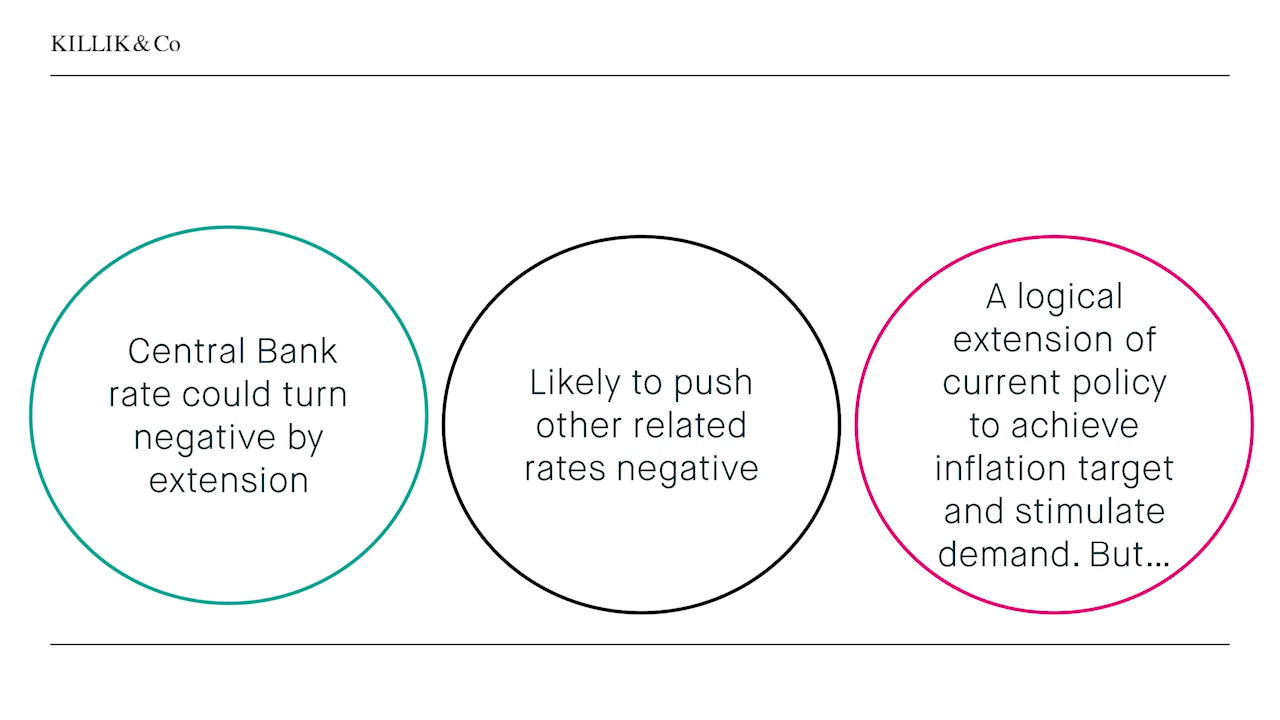 KILLIK & Co
Central Bank
rate could turn
negative by
extension
Likely to push
other related
rates negative
A logical
extension of
current policy
to achieve
inflation target
and stimulate
demand. But...